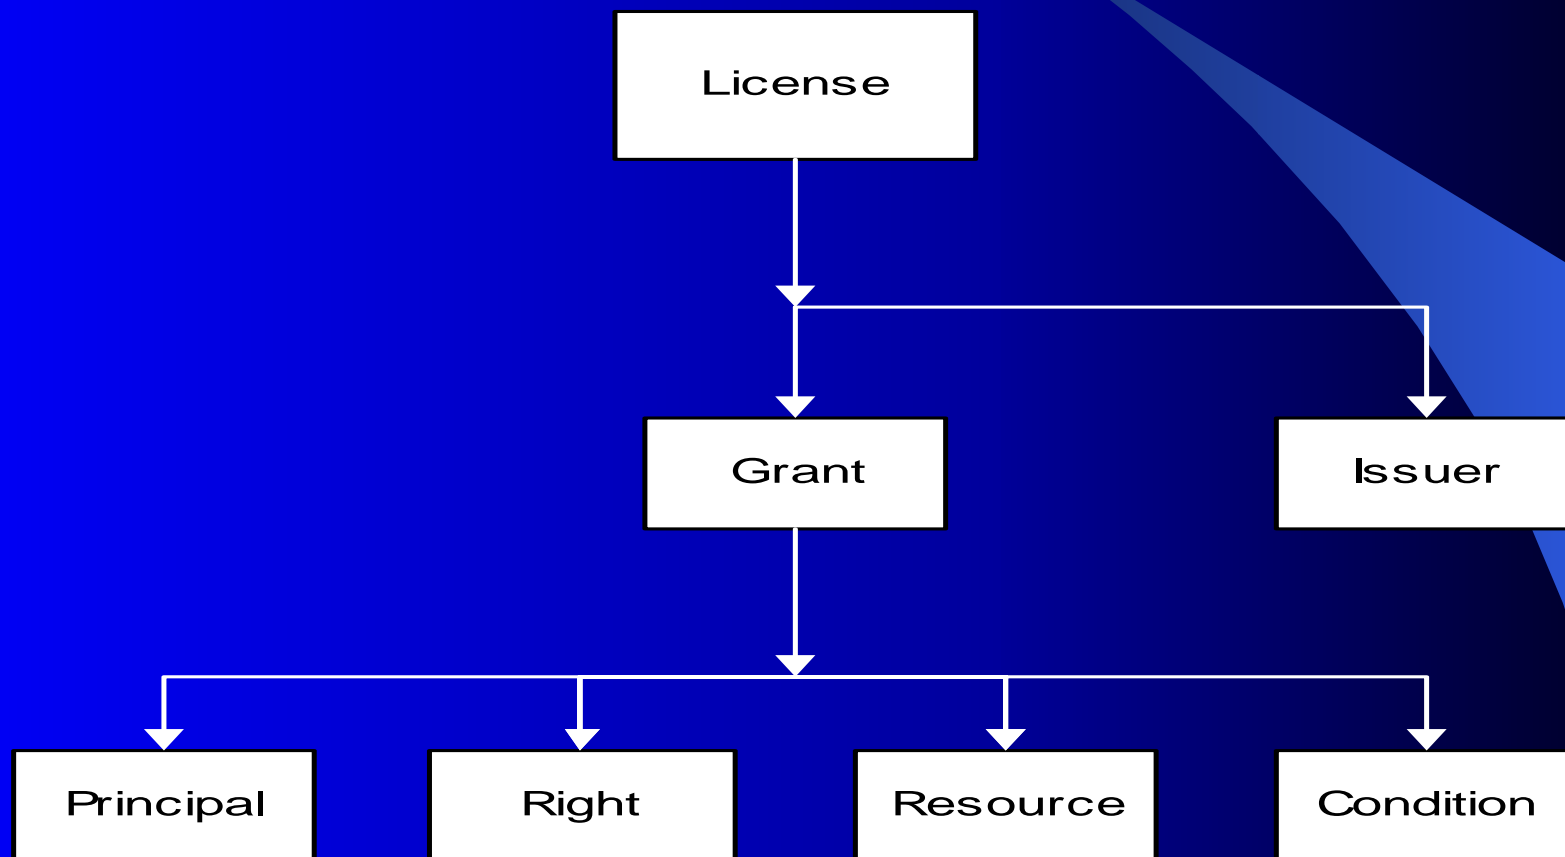 License
Grant
Issuer
Principal
Right
Resource
Condition